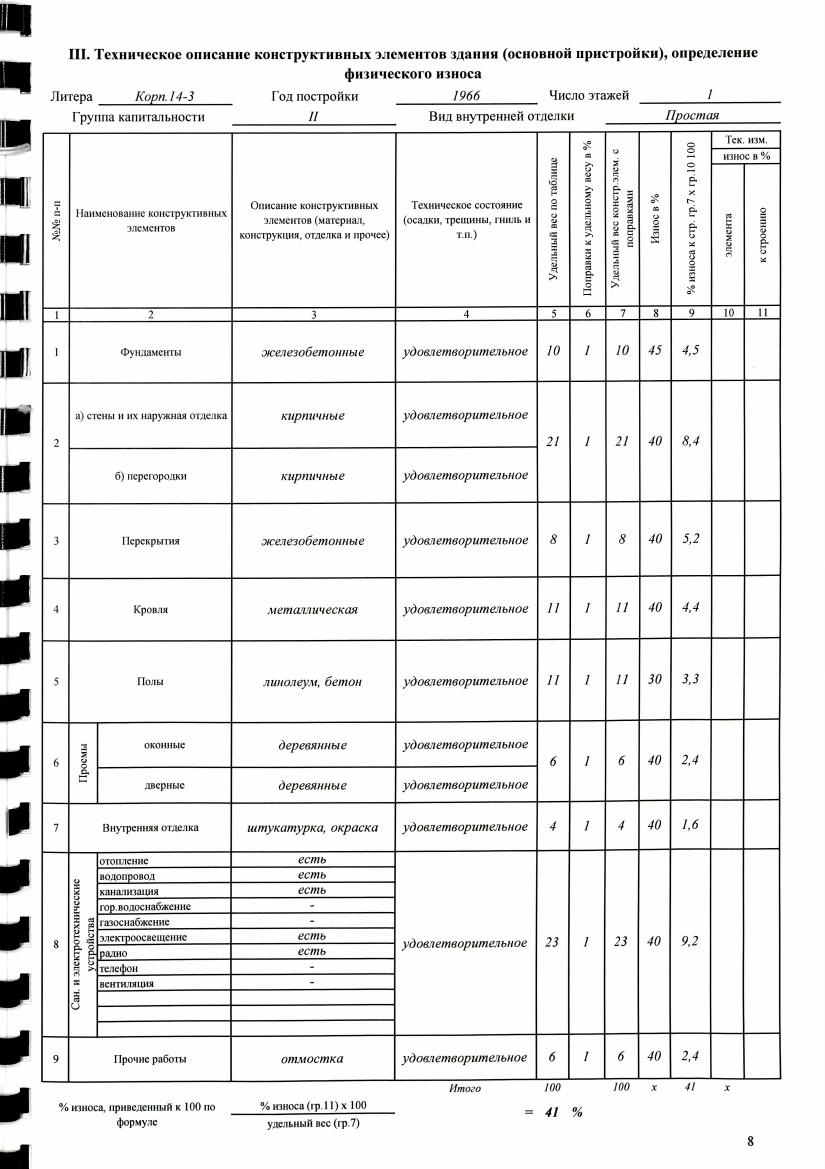 III. Техническое описание конструктивных элементов здания (основной пристройки), определение
физического износа
Литера Корп.14-3 Год постройки 1966 Число этажей 1
Группа капитальности II Вид внутренней отделки Простая
№№ п-п
Наименование конструктивных
элементов
Описание конструктивных
элементов (материал,
конструкция, отделка и прочее)
Техническое состояние
(осадки, трещины, гниль и
т.п.)
Удельный вес по таблице
Поправки к удельному весу в %
Удельный вес констр.элем. с
поправками
Износ в %
% износа к стр. гр.7 х гр.10 100
Тек. изм.
износ в %
элемента
к строению
1 2 3 4 5 6 7 8 9 10 11
1 Фундаменты железобетонные удовлетворительное 10 1 10 45 4,5
2 а) стены и их наружная отделка кирпичные удовлетворительное 21 1 21 40 8,4
б) перегородки кирпичные удовлетворительное
3 Перекрытия железобетонные удовлетворительное 8 1 8 40 5,2
4 Кровля металлическая удовлетворительное 11 1 11 40 4,4
5 Полы линолеум, бетон удовлетворительное 11 1 11 30 3,3
6 Проемы оконные деревянные удовлетворительное 6 1 6 40 2,4
дверные деревянные удовлетворительное
7 Внутренняя отделка штукатурка, окраска удовлетворительное 4 1 4 40 1,6
8 Сан. и электротехнические
устройства
отопление есть
водопровод есть
канализация есть
гор.водоснабжение -
газоснабжение -
электроосвещение есть
удовлетворительное 23 1 23 40 9,2
радио есть
телефон -
вентиляция -
9 Прочие работы отмостка удовлетворительное 6 1 6 40 2,4
Итого 100 100 х 41 х
% износа, приведенный к 100 по
формуле
% износа (гр.11) х 100
удельный вес (гр.7)
= 41 %
8